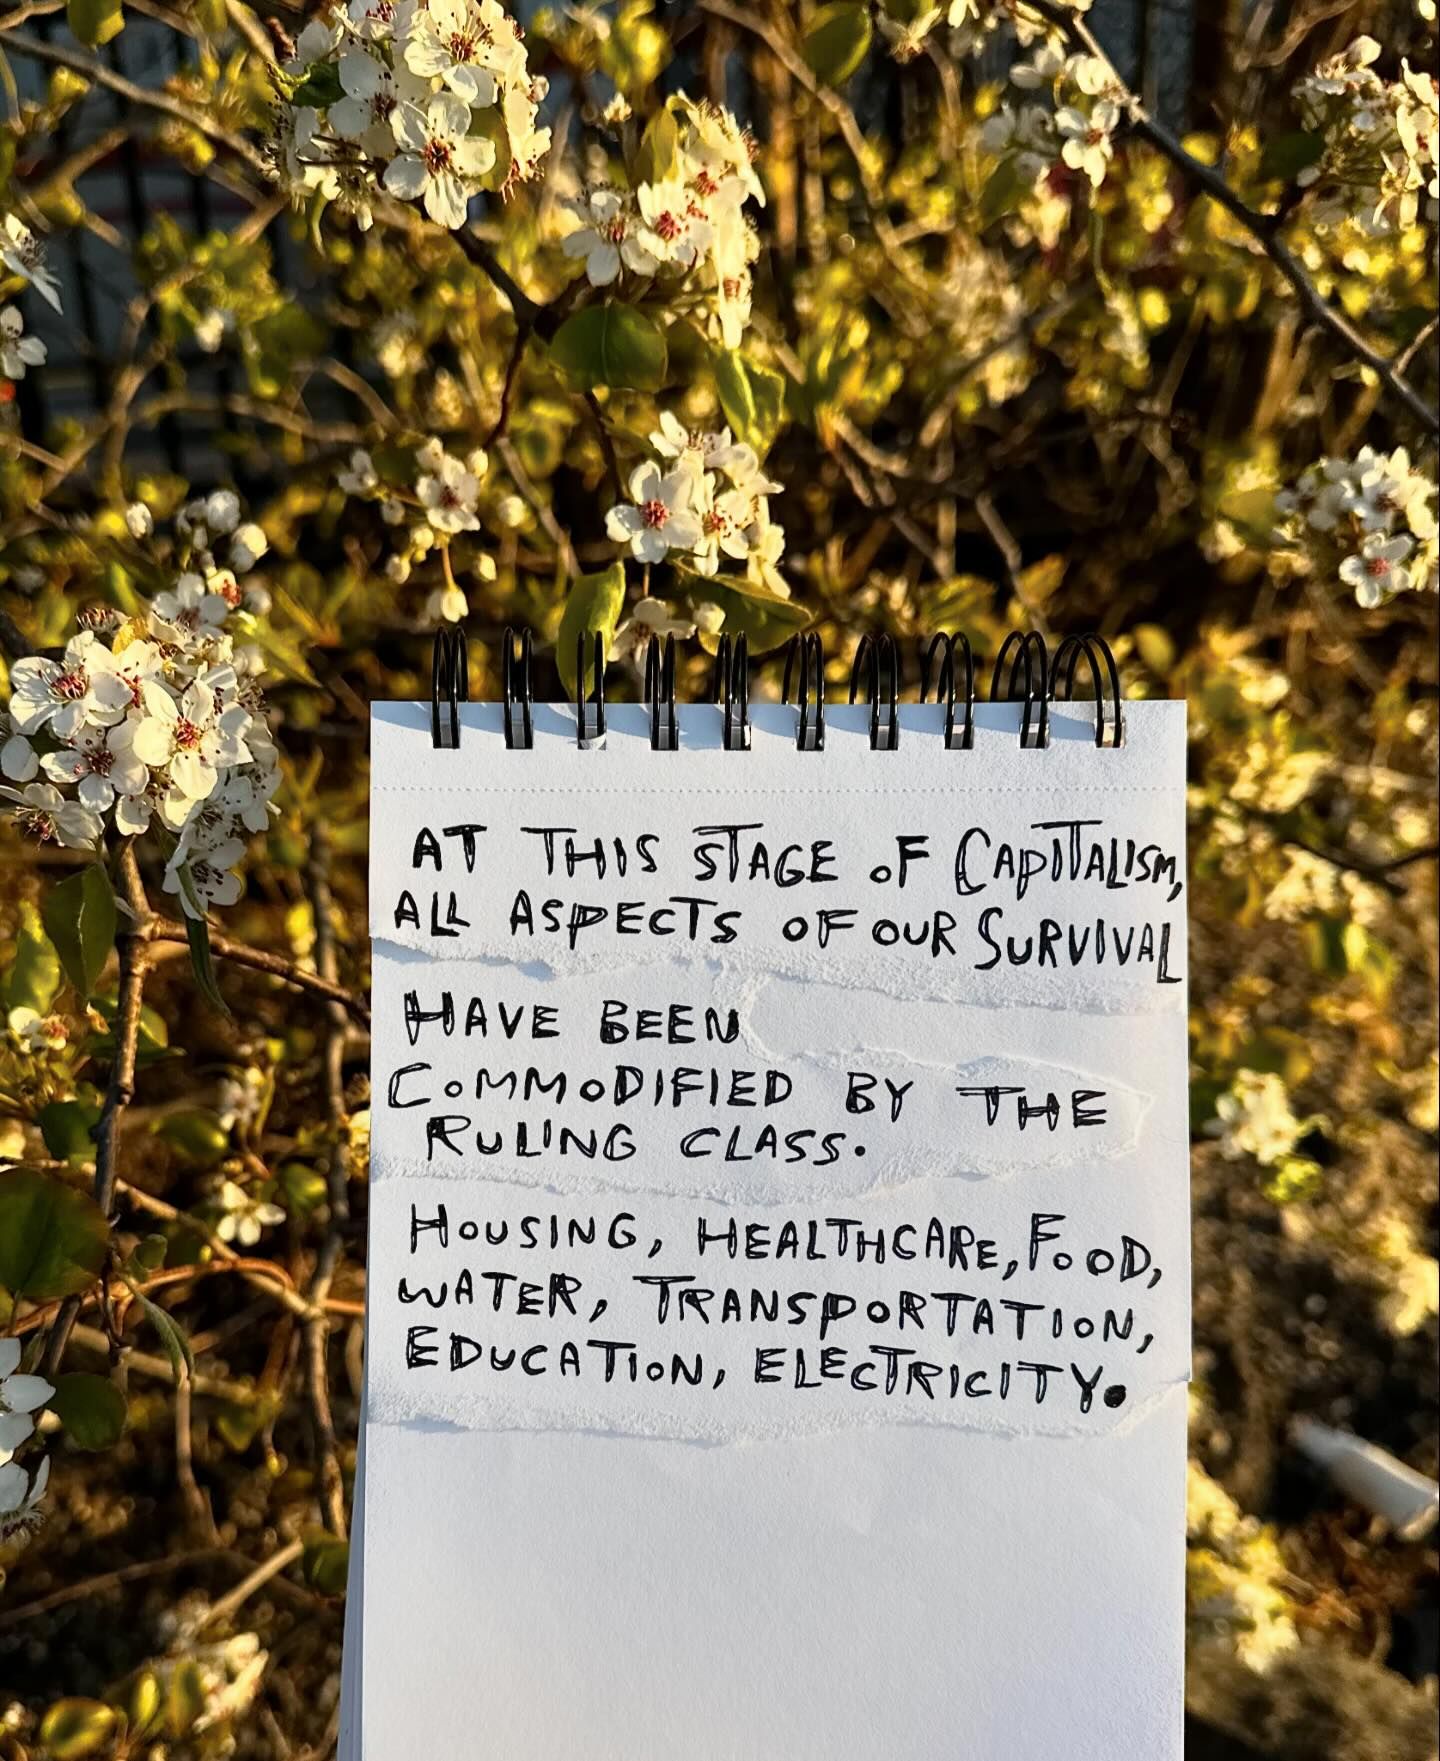 AT THIS STAGE OF CAPITALISM,
ALL ASPECTS OF OUR SURVIVAL
HAVE BEEN
COMMODIFIED BY THE
RULING CLASS.
HOUSING, HEALTHCARE, FOOD,
WATER, TRANSPORTATION,
EDUCATION, ELECTRICITY.